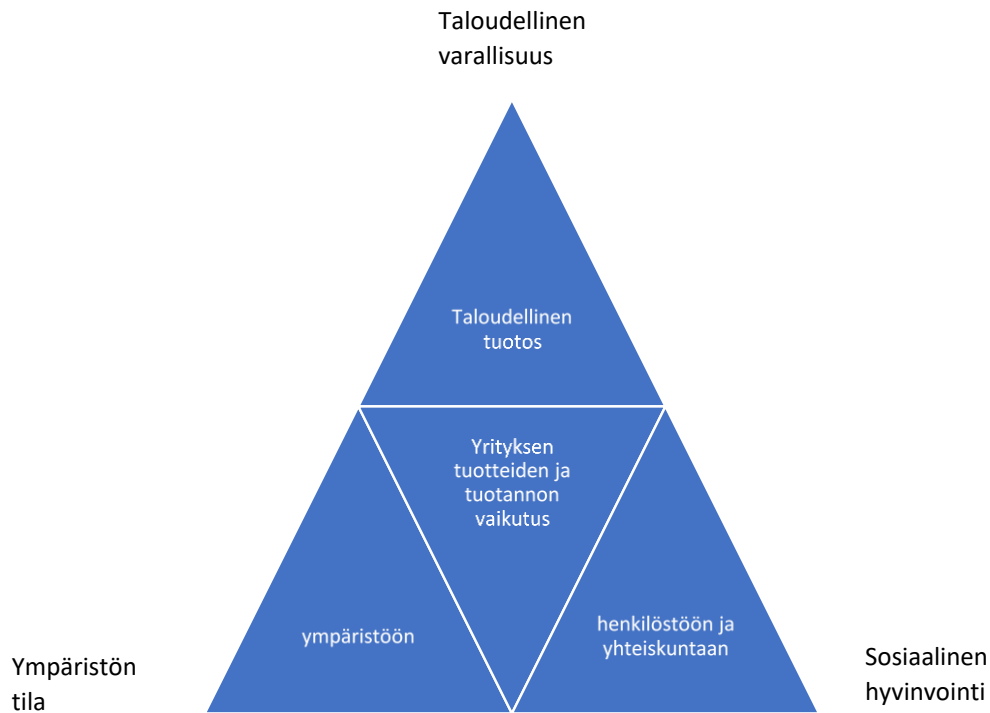 Taloudellinen
varallisuus
Taloudellinen
tuotos
Yrityksen
tuotteiden ja
tuotannon
vaikutus
ympäristöön
henkilöstöön ja
yhteiskuntaan
Ympäristön
tila
Sosiaalinen
hyvinvointi